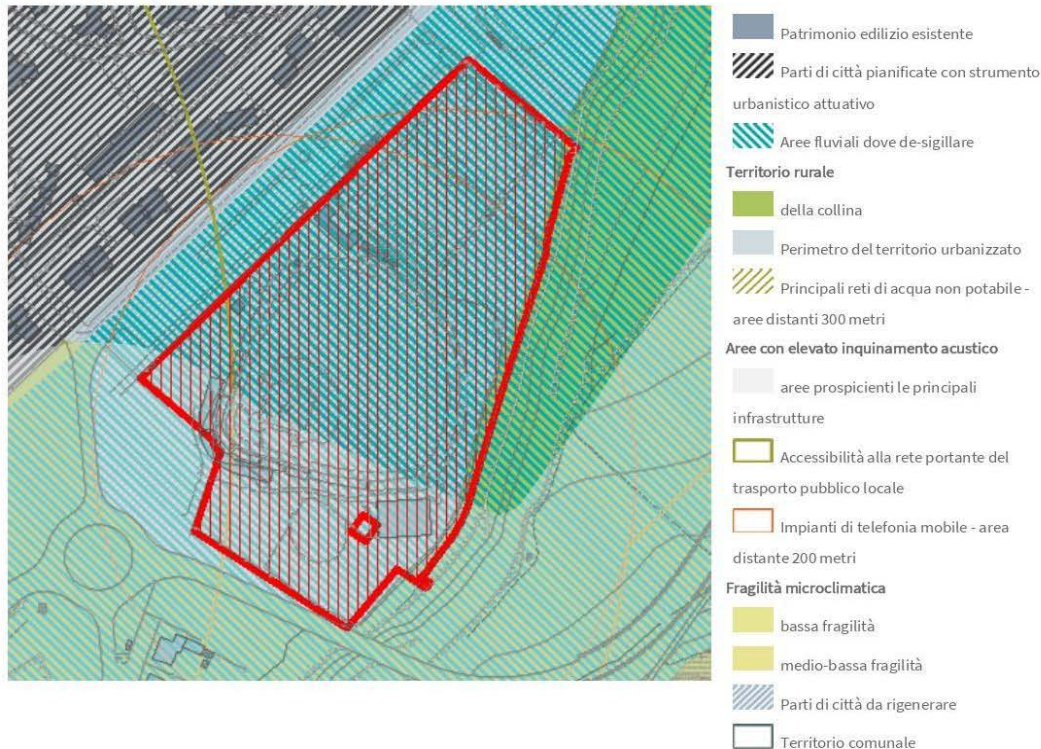 Patrimonio edilizio esistente
Parti di città pianificate con strumento
urbanistico attuativo
Aree fluviali dove de-sigillare
Territorio rurale
della collina
Perimetro del territorio urbanizzato
Principali reti di acqua non potabile -
aree distanti 300 metri
Aree con elevato inquinamento acustico
aree prospicienti le principali
infrastrutture
Accessibilità alla rete portante del
trasporto pubblico locale
Impianti di telefonia mobile - area
distante 200 metri
Fragilità microclimatica
bassa fragilità
medio-bassa fragilità
Parti di città da rigenerare
Territorio comunale